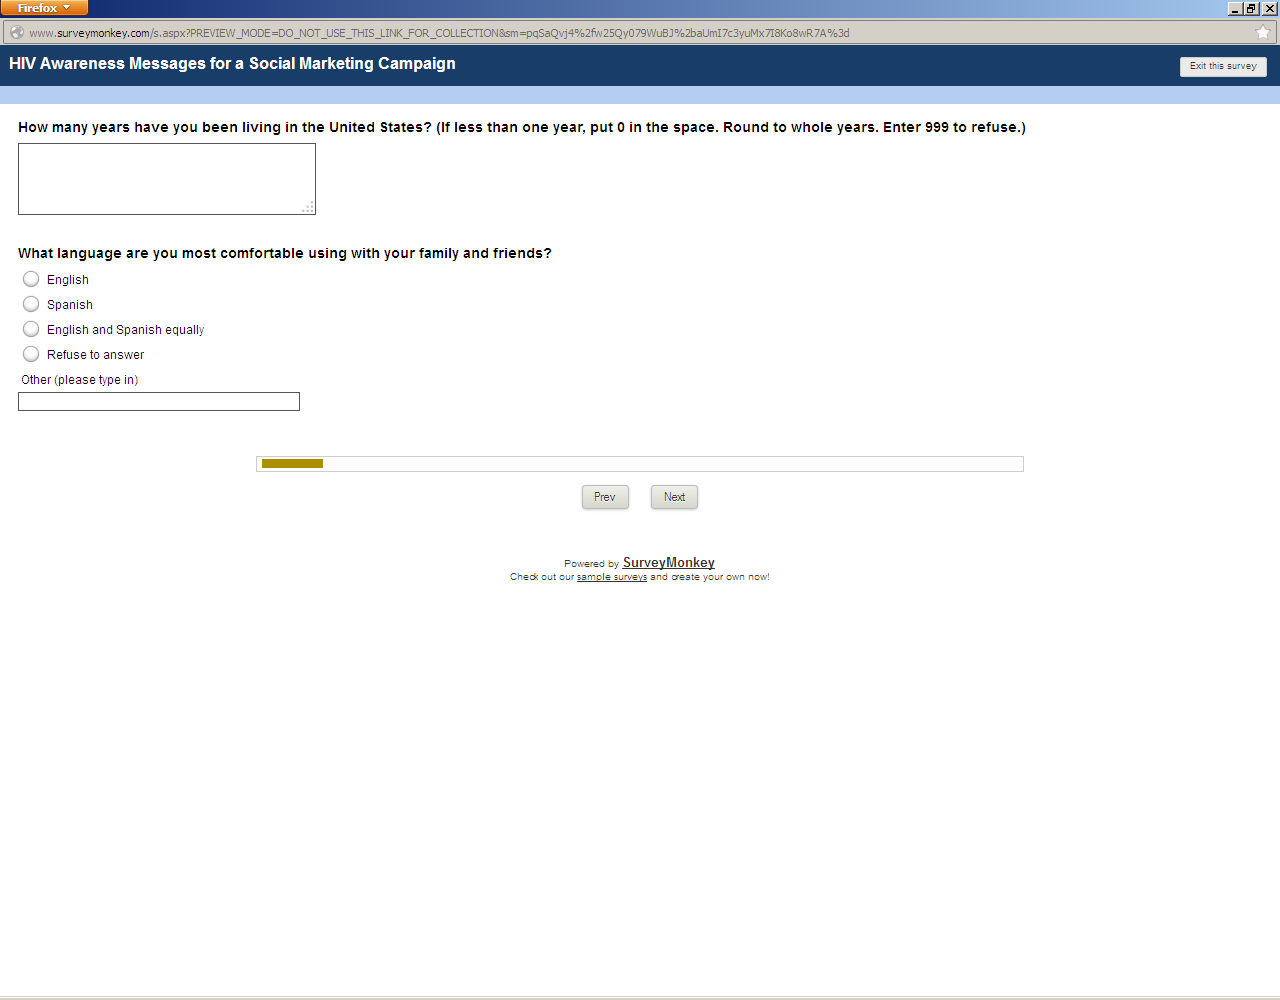 Firefox
www.surveymonkey.com/s.aspx?PREVIEW_MODE=DO_NOT_USE_THIS_LINK_FOR_COLLECTION&sm=pqSaQvj4%2fw25Qy079WuBJ%2baUmI7c3yuMx7I8Ko8wR7A%3d
HIV Awareness Messages for a Social Marketing Campaign
Exit this survey
How many years have you been living in the United States? (If less than one year, put 0 in the space. Round to whole years. Enter 999 to refuse.)
What language are you most comfortable using with your family and friends?
English
Spanish
English and Spanish equally
Refuse to answer
Other (please type in)
Prev Next
Powered by SurveyMonkey
Check out our sample surveys and create your own now!